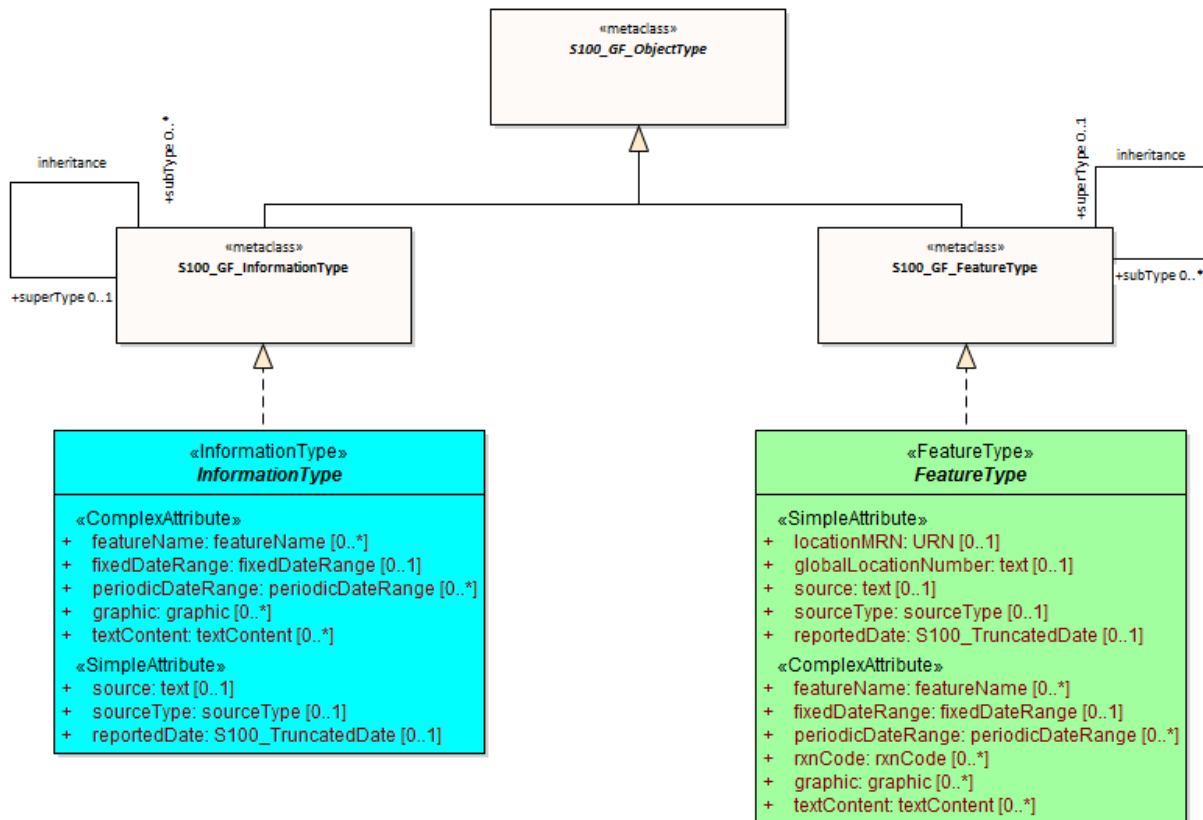 «metaclass»
S100_GF_ObjectType
inheritance
+subType 0..*
+superType 0..1
inheritance
«metaclass»
S100_GF_InformationType
+superType 0..1
«metaclass»
S100_GF_FeatureType
+subType 0..*
«InformationType»
InformationType
«ComplexAttribute»
+ featureName: featureName [0..*]
+ fixedDateRange: fixedDateRange [0..1]
+ periodicDateRange: periodicDateRange [0..*]
+ graphic: graphic [0..*]
+ textContent: textContent [0..*]
«SimpleAttribute»
+ source: text [0..1]
+ sourceType: sourceType [0..1]
+ reportedDate: S100_TruncatedDate [0..1]
«FeatureType»
FeatureType
«SimpleAttribute»
+ locationMRN: URN [0..1]
+ globalLocationNumber: text [0..1]
+ source: text [0..1]
+ sourceType: sourceType [0..1]
+ reportedDate: S100_TruncatedDate [0..1]
«ComplexAttribute»
+ featureName: featureName [0..*]
+ fixedDateRange: fixedDateRange [0..1]
+ periodicDateRange: periodicDateRange [0..*]
+ rxnCode: rxnCode [0..*]
+ graphic: graphic [0..*]
+ textContent: textContent [0..*]